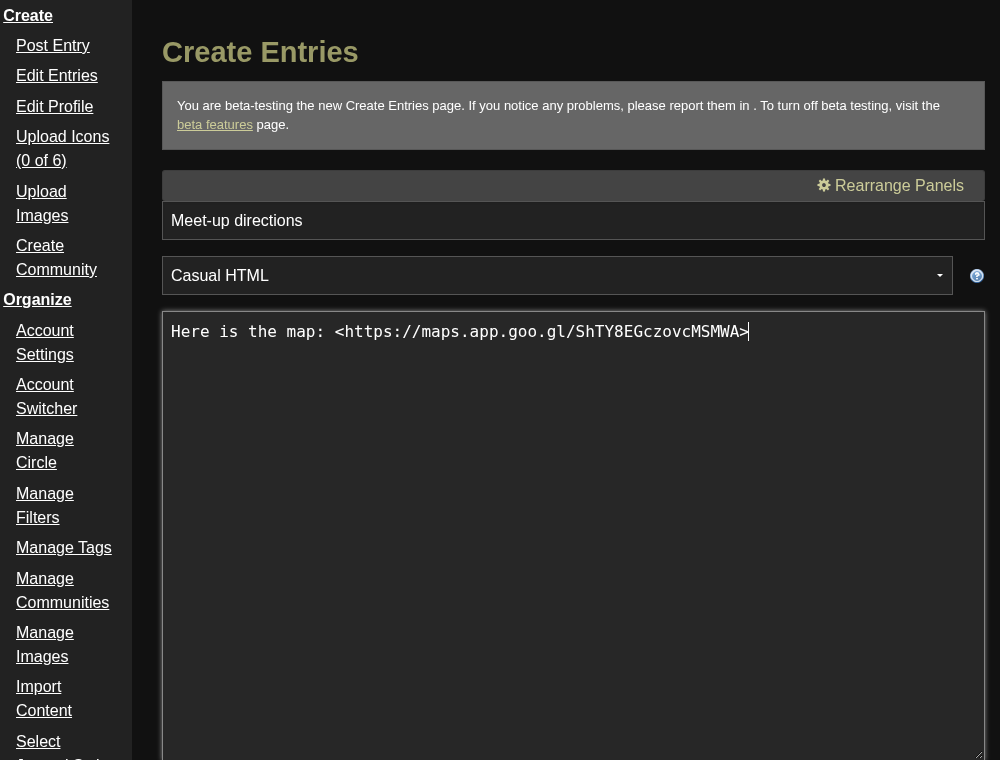 Create
Post Entry
Edit Entries
Edit Profile
Upload Icons
(0 of 6)
Upload
Images
Create
Community
Organize
Account
Settings
Account
Switcher
Manage
Circle
Manage
Filters
Manage Tags
Manage
Communities
Manage
Images
Import
Content
Select
Create Entries
You are beta-testing the new Create Entries page. If you notice any problems, please report them in . To turn off beta testing, visit the
beta features page.
Rearrange Panels
Meet-up directions
Casual HTML
Here is the map: <https://maps.app.goo.gl/ShTY8EGczovcMSMWA>